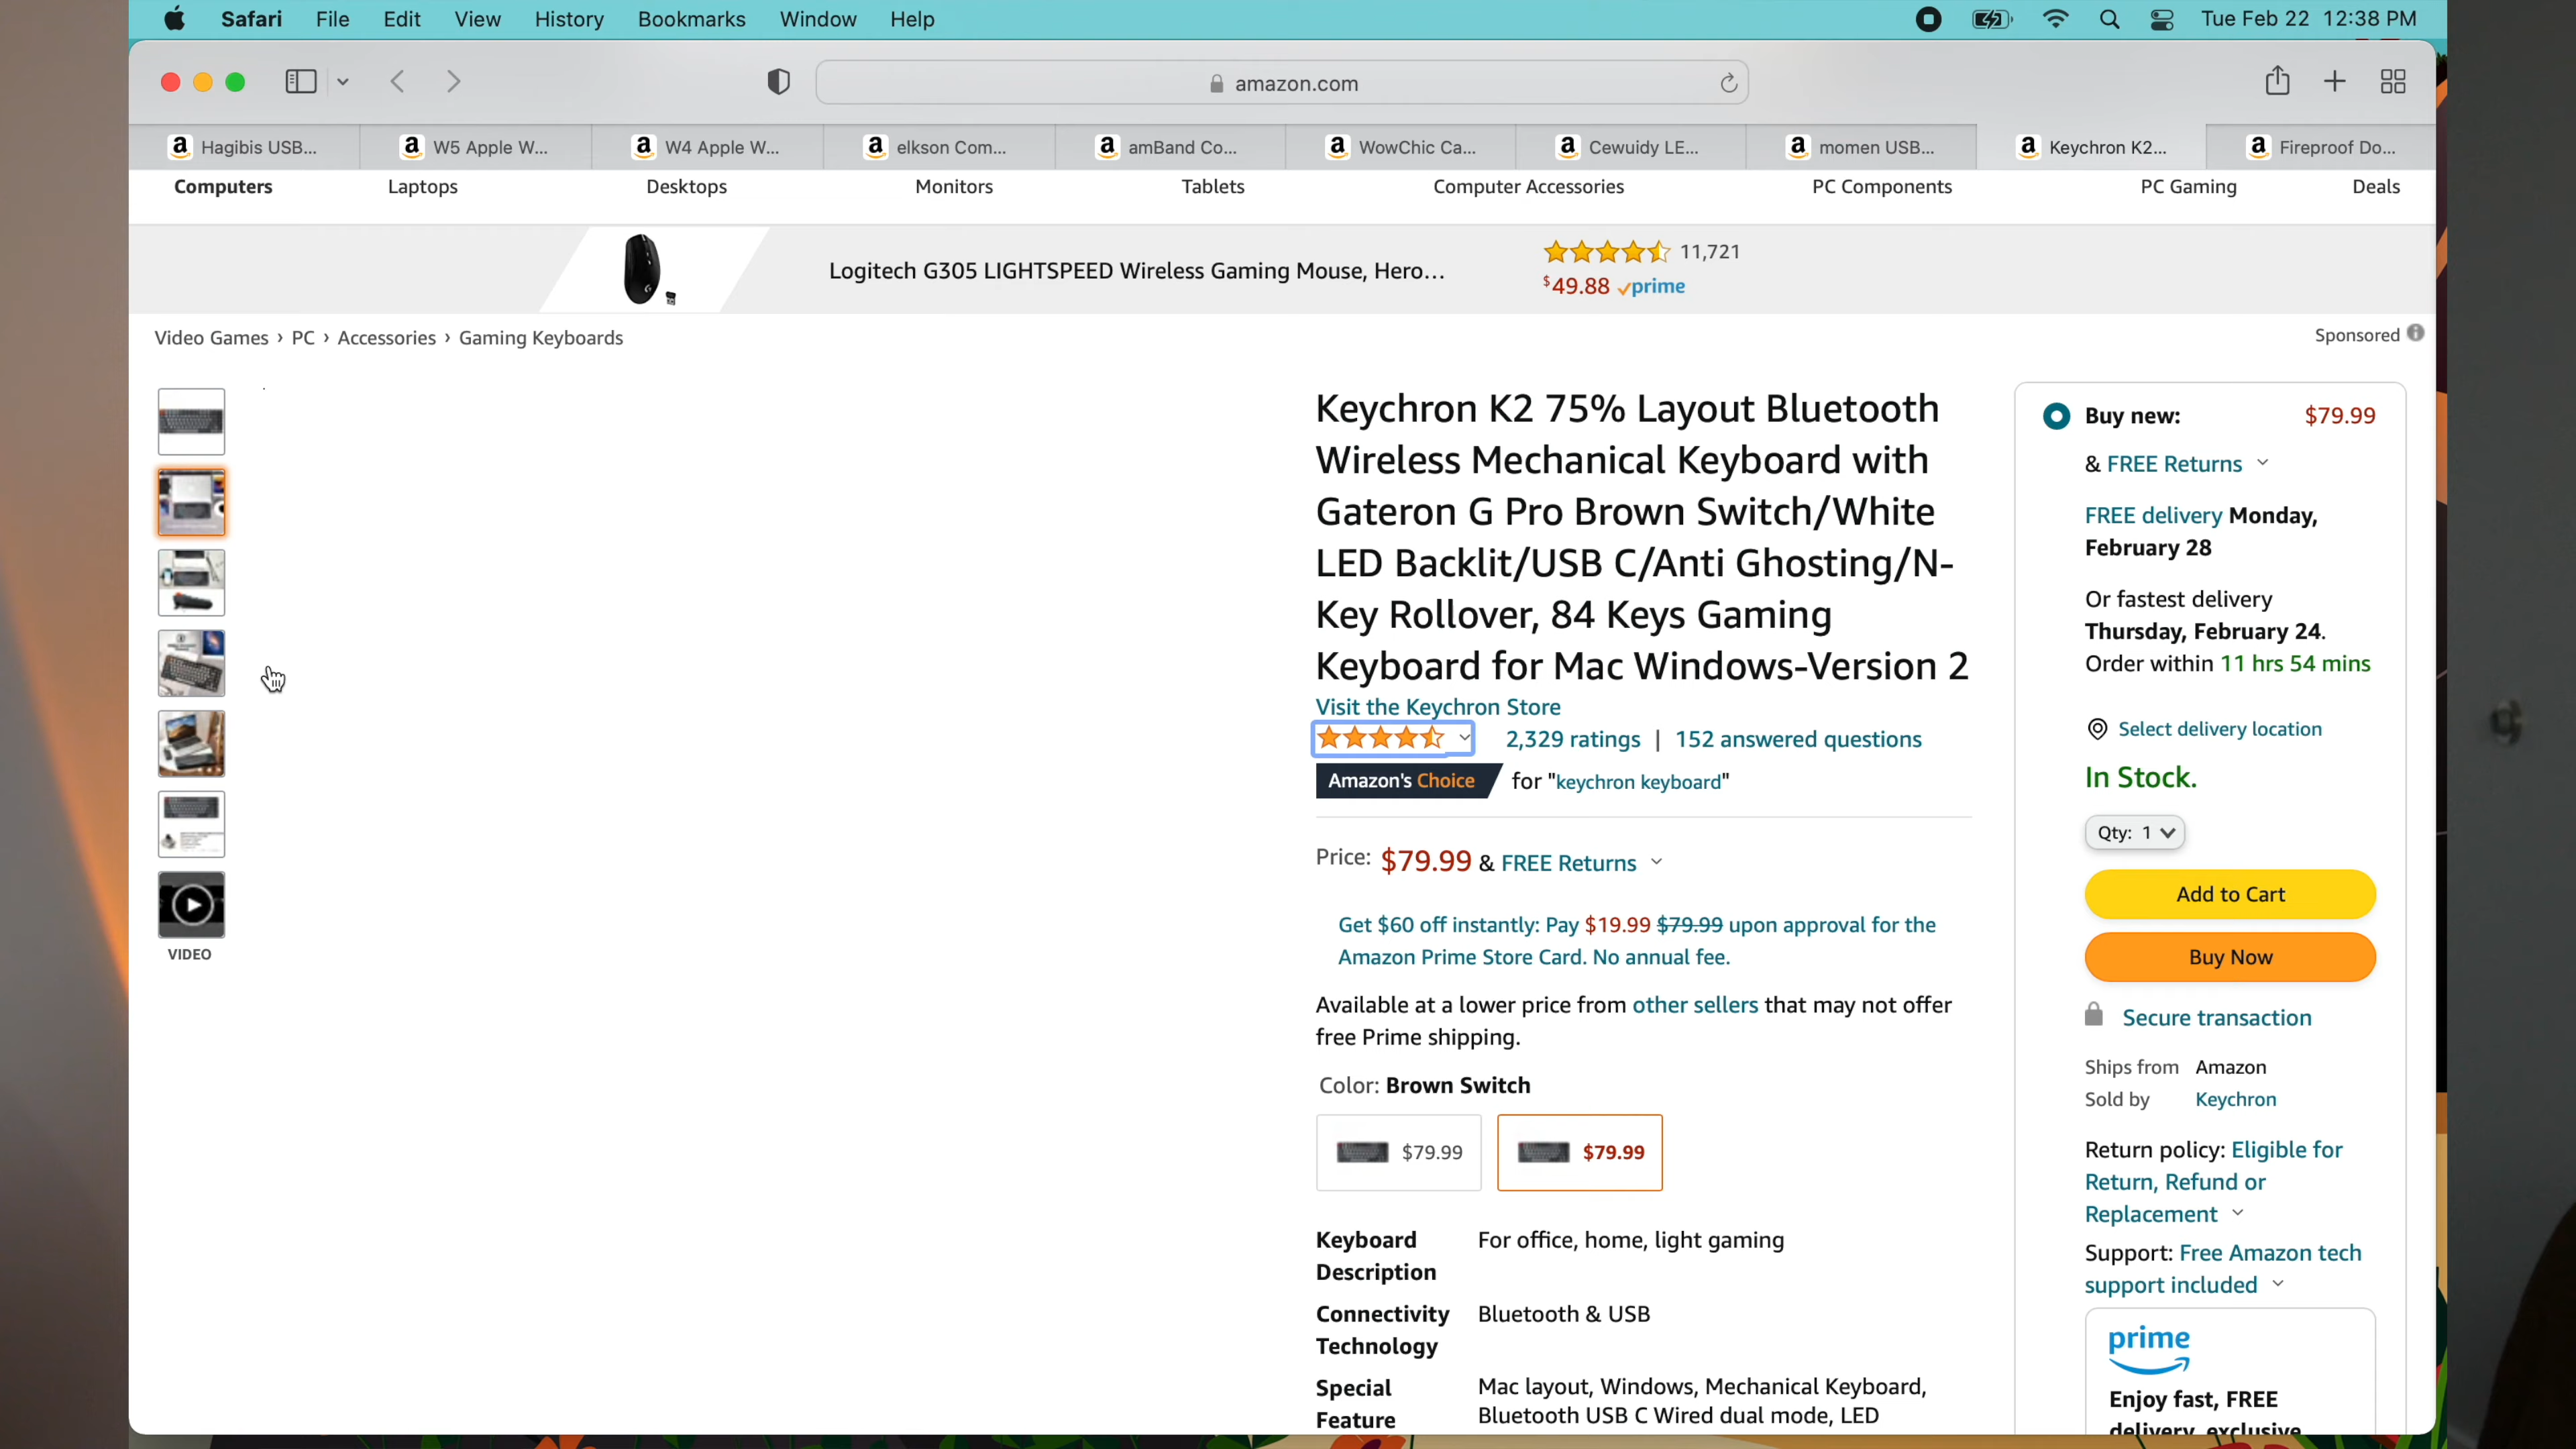 Safari File Edit View History Bookmarks Window Help Tue Feb 22 12:38 PM
amazon.com
Hagibis USB... W5 Apple W... W4 Apple W... elkson Com... amBand Co... WowChic Ca... Cewuidy LE... momen USB... Keychron K2... Fireproof Do...
Computers Laptops Desktops Monitors Tablets Computer Accessories PC Components PC Gaming Deals
Logitech G305 LIGHTSPEED Wireless Gaming Mouse, Hero...
11,721
$49.88 prime
Video Games › PC › Accessories › Gaming Keyboards
Sponsored
VIDEO
Keychron K2 75% Layout Bluetooth
Wireless Mechanical Keyboard with
Gateron G Pro Brown Switch/White
LED Backlit/USB C/Anti Ghosting/N-
Key Rollover, 84 Keys Gaming
Keyboard for Mac Windows-Version 2
Visit the Keychron Store
2,329 ratings | 152 answered questions
Amazon's Choice for "keychron keyboard"
Price: $79.99 & FREE Returns
Get $60 off instantly: Pay $19.99 $79.99 upon approval for the
Amazon Prime Store Card. No annual fee.
Available at a lower price from other sellers that may not offer
free Prime shipping.
Color: Brown Switch
$79.99 $79.99
Keyboard For office, home, light gaming
Description
Connectivity Bluetooth & USB
Technology
Special Mac layout, Windows, Mechanical Keyboard,
Feature Bluetooth USB C Wired dual mode, LED
Buy new: $79.99
& FREE Returns
FREE delivery Monday,
February 28
Or fastest delivery
Thursday, February 24.
Order within 11 hrs 54 mins
Select delivery location
In Stock.
Qty: 1
Add to Cart
Buy Now
Secure transaction
Ships from Amazon
Sold by Keychron
Return policy: Eligible for
Return, Refund or
Replacement
Support: Free Amazon tech
support included
prime
Enjoy fast, FREE
delivery, exclusive